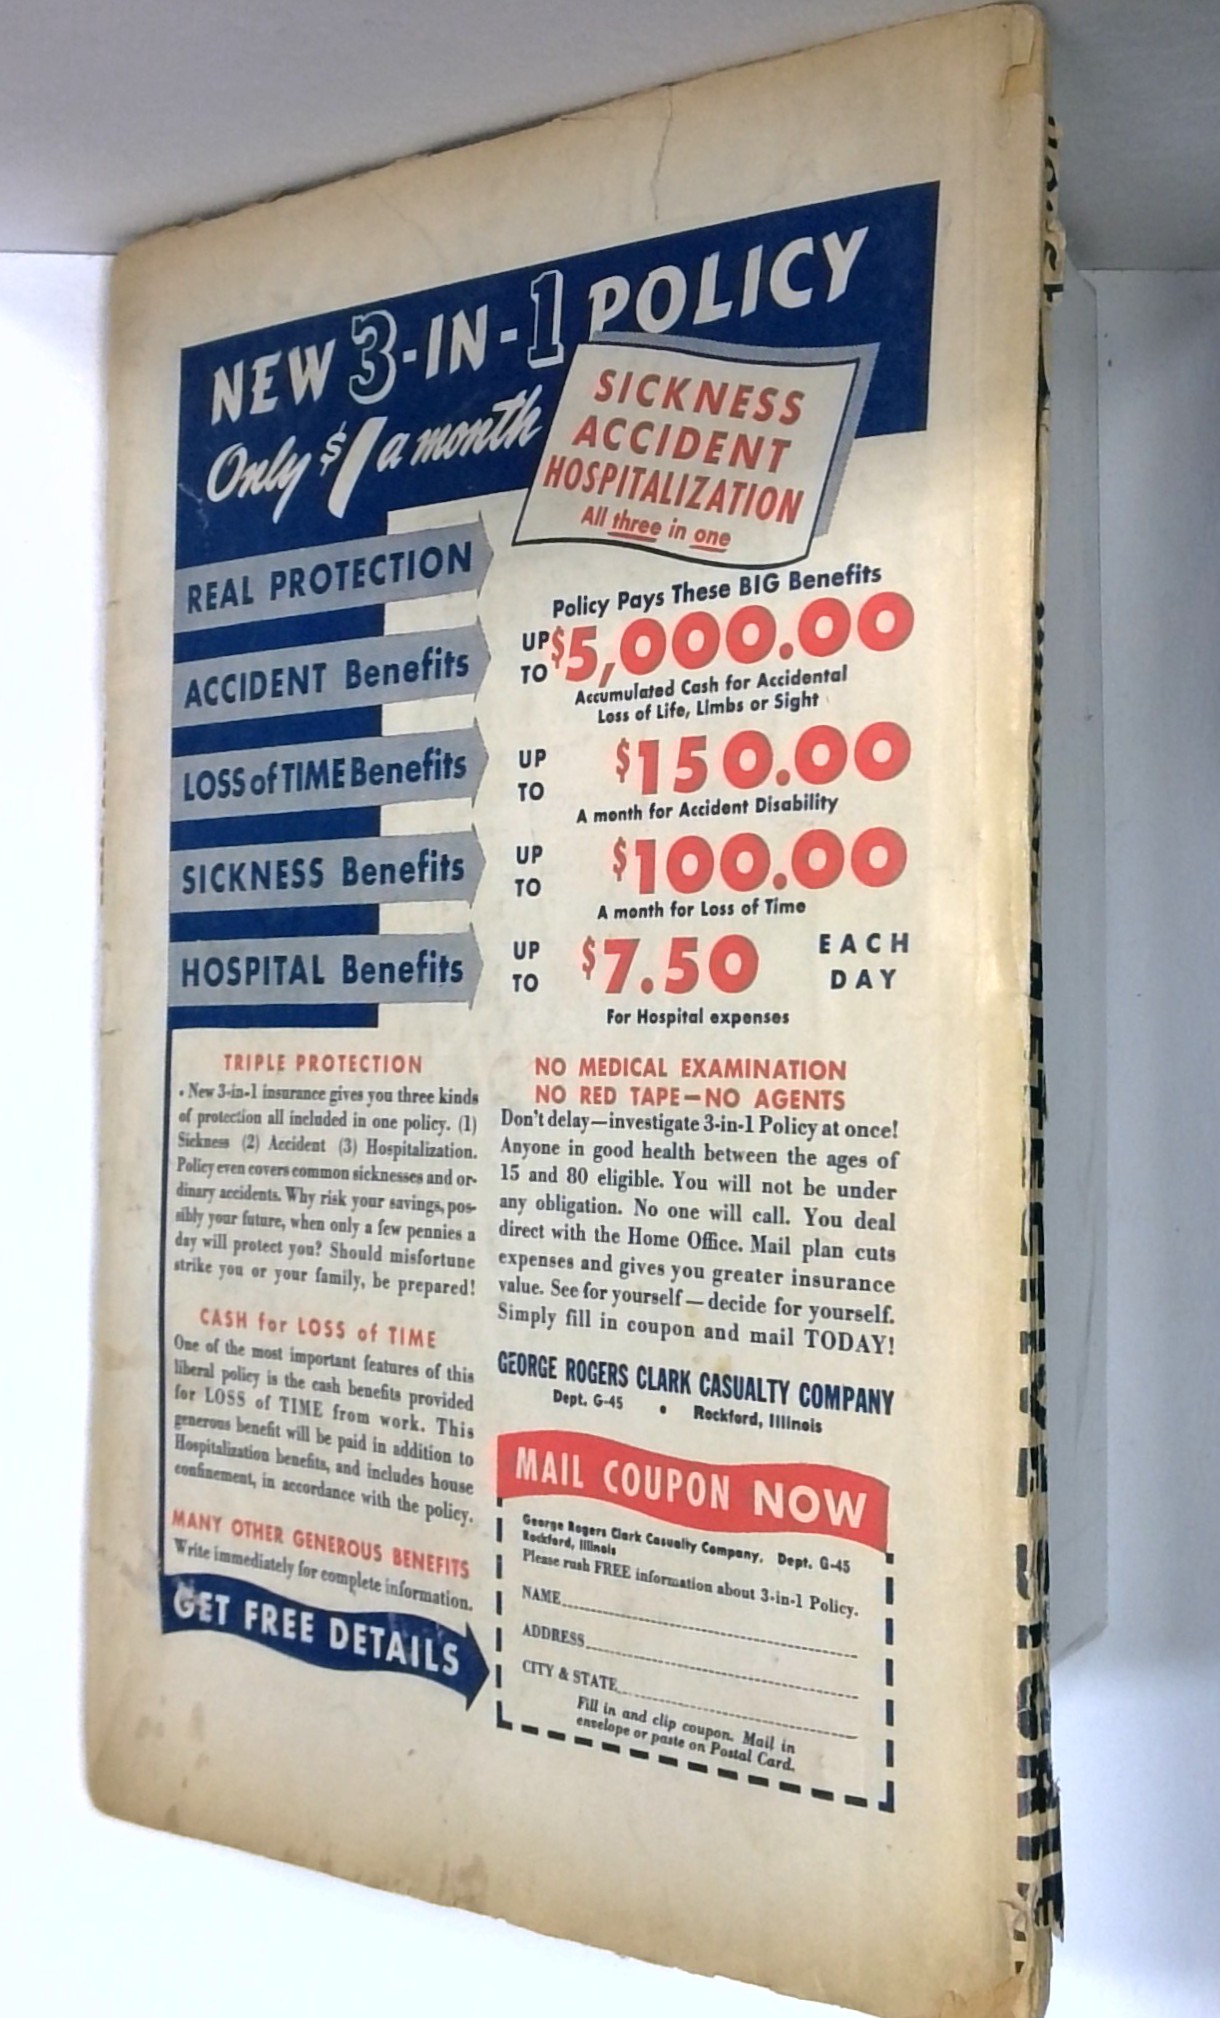 NEW 3-IN-1 POLICY
Only $1 a month
SICKNESS
ACCIDENT
HOSPITALIZATION
All three in one
REAL PROTECTION
Policy Pays These BIG Benefits
ACCIDENT Benefits
UP TO $5,000.00
Accumulated Cash for Accidental
Loss of Life, Limbs or Sight
LOSS of TIME Benefits
UP TO $150.00
A month for Accident Disability
SICKNESS Benefits
UP TO $100.00
A month for Loss of Time
HOSPITAL Benefits
UP TO $7.50 EACH DAY
For Hospital expenses
TRIPLE PROTECTION
• New 3-in-1 insurance gives you three kinds
of protection all included in one policy. (1)
Sickness (2) Accident (3) Hospitalization.
Policy even covers common sicknesses and or-
dinary accidents. Why risk your savings, pos-
sibly your future, when only a few pennies a
day will protect you? Should misfortune
strike you or your family, be prepared!
CASH for LOSS of TIME
One of the most important features of this
liberal policy is the cash benefits provided
for LOSS of TIME from work. This
generous benefit will be paid in addition to
Hospitalization benefits, and includes house
confinement, in accordance with the policy.
MANY OTHER GENEROUS BENEFITS
Write immediately for complete information.
GET FREE DETAILS
NO MEDICAL EXAMINATION
NO RED TAPE—NO AGENTS
Don't delay—investigate 3-in-1 Policy at once!
Anyone in good health between the ages of
15 and 80 eligible. You will not be under
any obligation. No one will call. You deal
direct with the Home Office. Mail plan cuts
expenses and gives you greater insurance
value. See for yourself—decide for yourself.
Simply fill in coupon and mail TODAY!
GEORGE ROGERS CLARK CASUALTY COMPANY
Dept. G-45 • Rockford, Illinois
MAIL COUPON NOW
George Rogers Clark Casualty Company, Dept. G-45
Rockford, Illinois
Please rush FREE information about 3-in-1 Policy.
NAME
ADDRESS
CITY & STATE
Fill in and clip coupon. Mail in
envelope or paste on Postal Card.